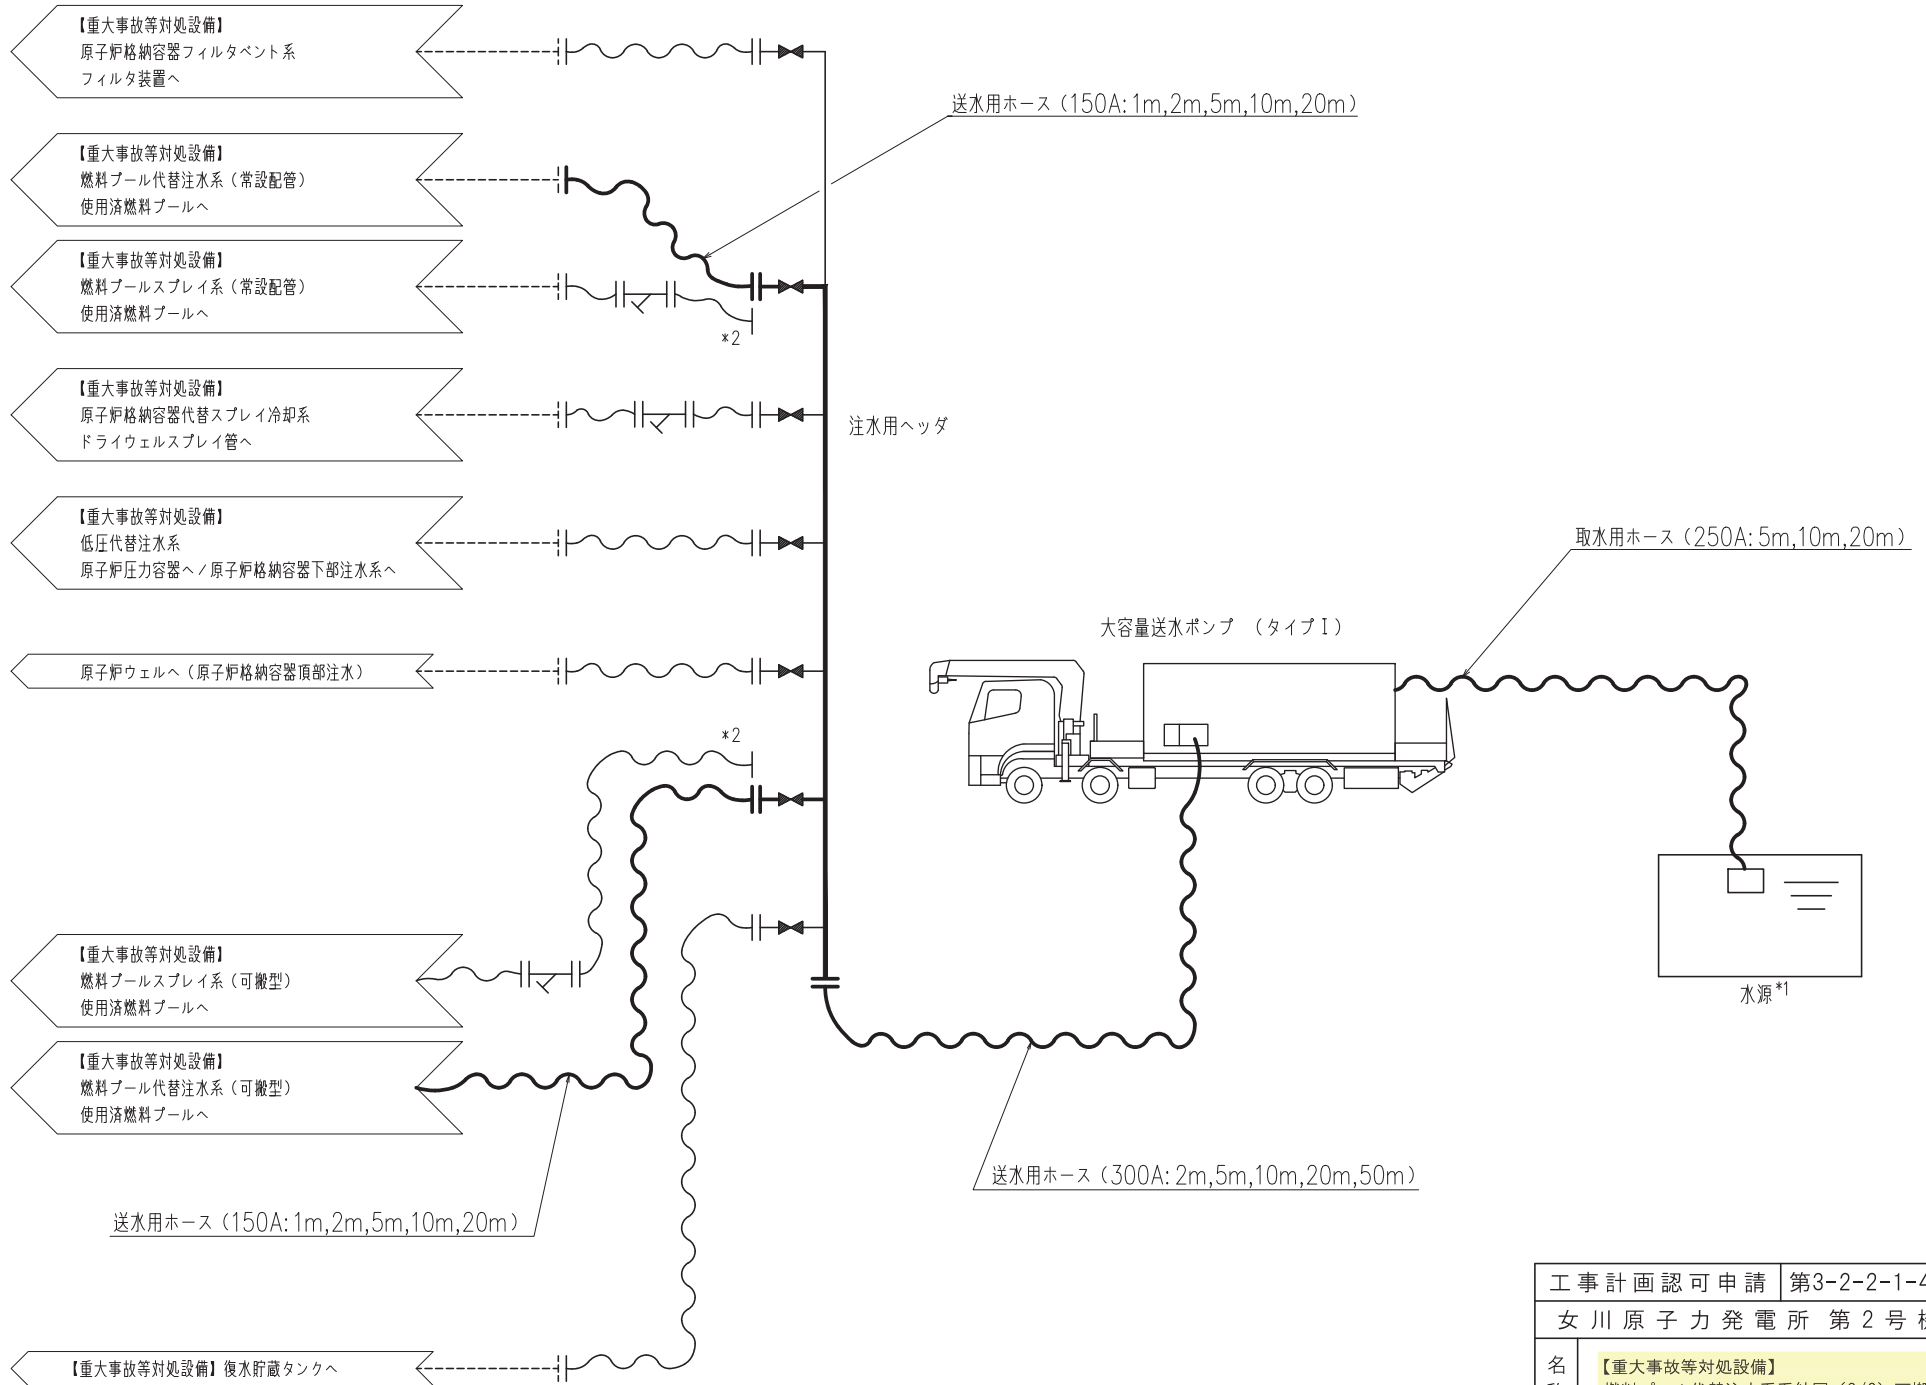 【重大事故等対処設備】
原子炉格納容器フィルタベント系
フィルタ装置へ
送水用ホース（150A:1m,2m,5m,10m,20m）
【重大事故等対処設備】
燃料プール代替注水系（常設配管）
使用済燃料プールへ
【重大事故等対処設備】
燃料プールスプレイ系（常設配管）
使用済燃料プールへ
*2
【重大事故等対処設備】
原子炉格納容器代替スプレイ冷却系
ドライウェルスプレイ管へ
注水用ヘッダ
【重大事故等対処設備】
低圧代替注水系
原子炉圧力容器へ／原子炉格納容器下部注水系へ
取水用ホース（250A:5m,10m,20m）
大容量送水ポンプ （タイプⅠ）
原子炉ウェルへ（原子炉格納容器頂部注水）
*2
【重大事故等対処設備】
燃料プールスプレイ系（可搬型）
使用済燃料プールへ
水源*1
【重大事故等対処設備】
燃料プール代替注水系（可搬型）
使用済燃料プールへ
送水用ホース（300A:2m,5m,10m,20m,50m）
送水用ホース（150A:1m,2m,5m,10m,20m）
工事計画認可申請 第3-2-2-1-4
女川原子力発電所 第2号
名
【重大事故等対処設備】
【重大事故等対処設備】復水貯蔵タンクへ